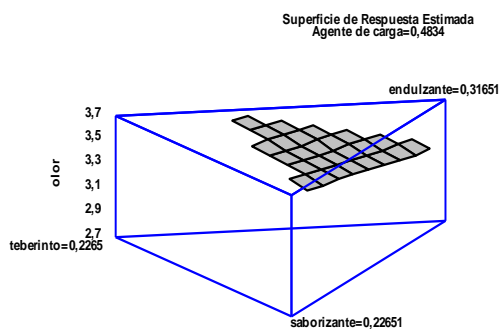 Superficie de Respuesta Estimada
Agente de carga=0,4834
endulzante=0,31651
3,7
3,5
3,3
3,1
2,9
2,7
olor
teberinto=0,2265
saborizante=0,22651